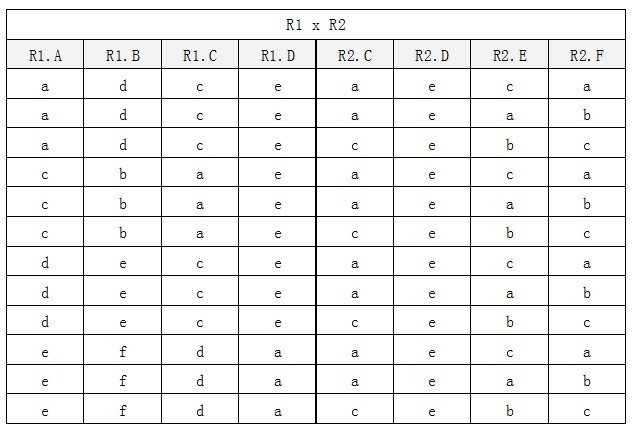 R1 x R2
R1.A R1.B R1.C R1.D R2.C R2.D R2.E R2.F
a d c e a e c a
a d c e a e a b
a d c e c e b c
c b a e a e c a
c b a e a e a b
c b a e c e b c
d e c e a e c a
d e c e a e a b
d e c e c e b c
e f d a a e c a
e f d a a e a b
e f d a c e b c